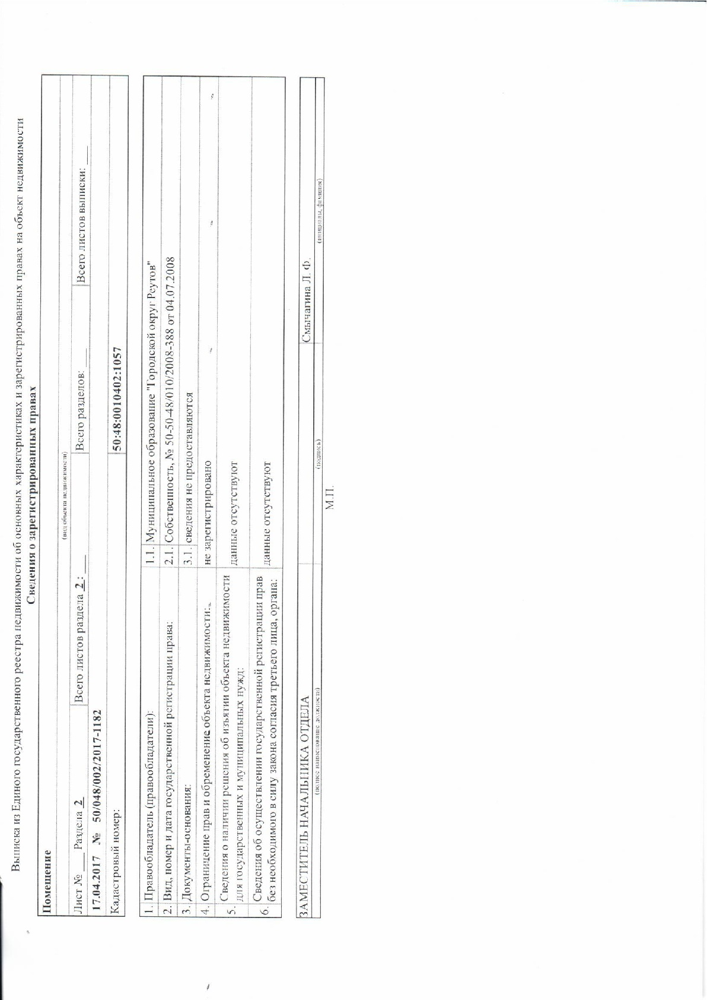 Выписка из Единого государственного реестра недвижимости об основных характеристиках и зарегистрированных правах на объект недвижимости
Сведения о зарегистрированных правах
Помещение
(вид объекта недвижимости)
Лист № ___ Раздела 2 Всего листов раздела 2 : ___ Всего разделов: ___ Всего листов выписки: ___
17.04.2017 № 50/048/002/2017-1182
Кадастровый номер: 50:48:0010402:1057
1. Правообладатель (правообладатели): 1.1. Муниципальное образование "Городской округ Реутов"
2. Вид, номер и дата государственной регистрации права: 2.1. Собственность, № 50-50-48/010/2008-388 от 04.07.2008
3. Документы-основания: 3.1. сведения не предоставляются
4. Ограничение прав и обременение объекта недвижимости: не зарегистрировано
5. Сведения о наличии решения об изъятии объекта недвижимости
для государственных и муниципальных нужд: данные отсутствуют
6. Сведения об осуществлении государственной регистрации прав
без необходимого в силу закона согласия третьего лица, органа: данные отсутствуют
ЗАМЕСТИТЕЛЬ НАЧАЛЬНИКА ОТДЕЛА Смычагина Л. Ф.
(полное наименование должности) (подпись) (инициалы, фамилия)
М.П.